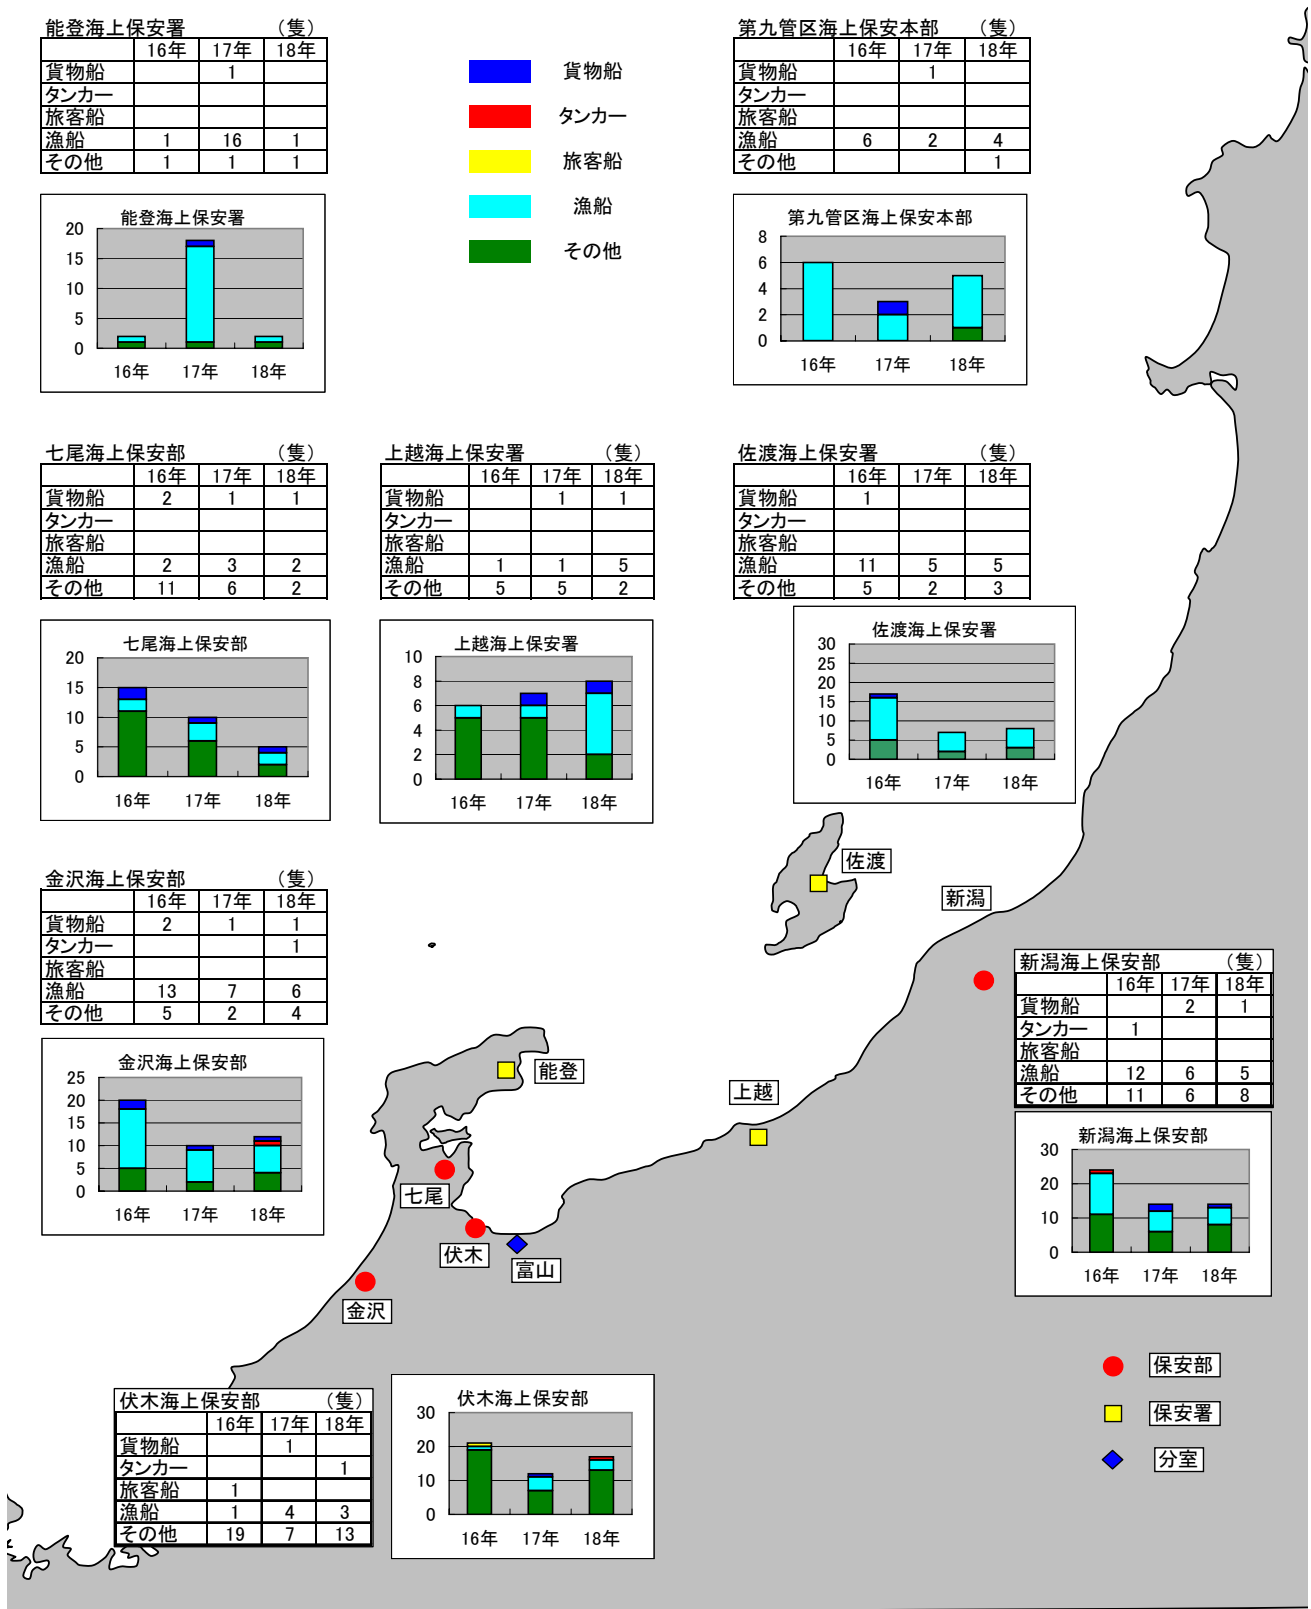 能登海上保安署 （隻）
16年 17年 18年
貨物船 1
タンカー
旅客船
漁船 1 16 1
その他 1 1 1
能登海上保安署
20
15
10
5
0
16年 17年 18年
貨物船
タンカー
旅客船
漁船
その他
第九管区海上保安本部 （隻）
16年 17年 18年
貨物船 1
タンカー
旅客船
漁船 6 2 4
その他 1
第九管区海上保安本部
8
6
4
2
0
16年 17年 18年
七尾海上保安部 （隻）
16年 17年 18年
貨物船 2 1 1
タンカー
旅客船
漁船 2 3 2
その他 11 6 2
七尾海上保安部
20
15
10
5
0
16年 17年 18年
上越海上保安署 （隻）
16年 17年 18年
貨物船 1 1
タンカー
旅客船
漁船 1 1 5
その他 5 5 2
上越海上保安署
10
8
6
4
2
0
16年 17年 18年
佐渡海上保安署 （隻）
16年 17年 18年
貨物船 1
タンカー
旅客船
漁船 11 5 5
その他 5 2 3
佐渡海上保安署
30
25
20
15
10
5
0
16年 17年 18年
金沢海上保安部 （隻）
16年 17年 18年
貨物船 2 1 1
タンカー 1
旅客船
漁船 13 7 6
その他 5 2 4
金沢海上保安部
25
20
15
10
5
0
16年 17年 18年
佐渡
新潟
能登
上越
七尾
伏木
富山
金沢
新潟海上保安部 （隻）
16年 17年 18年
貨物船 2 1
タンカー 1
旅客船
漁船 12 6 5
その他 11 6 8
新潟海上保安部
30
20
10
0
16年 17年 18年
伏木海上保安部 （隻）
16年 17年 18年
貨物船 1
タンカー 1
旅客船 1
漁船 1 4 3
その他 19 7 13
伏木海上保安部
30
20
10
0
16年 17年 18年
保安部
保安署
分室